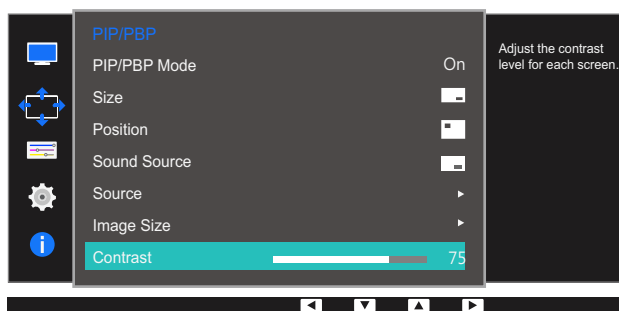 PIP/PBP
PIP/PBP Mode On
Size
Position
Sound Source
Source
Image Size
Contrast 75
Adjust the contrast
level for each screen.